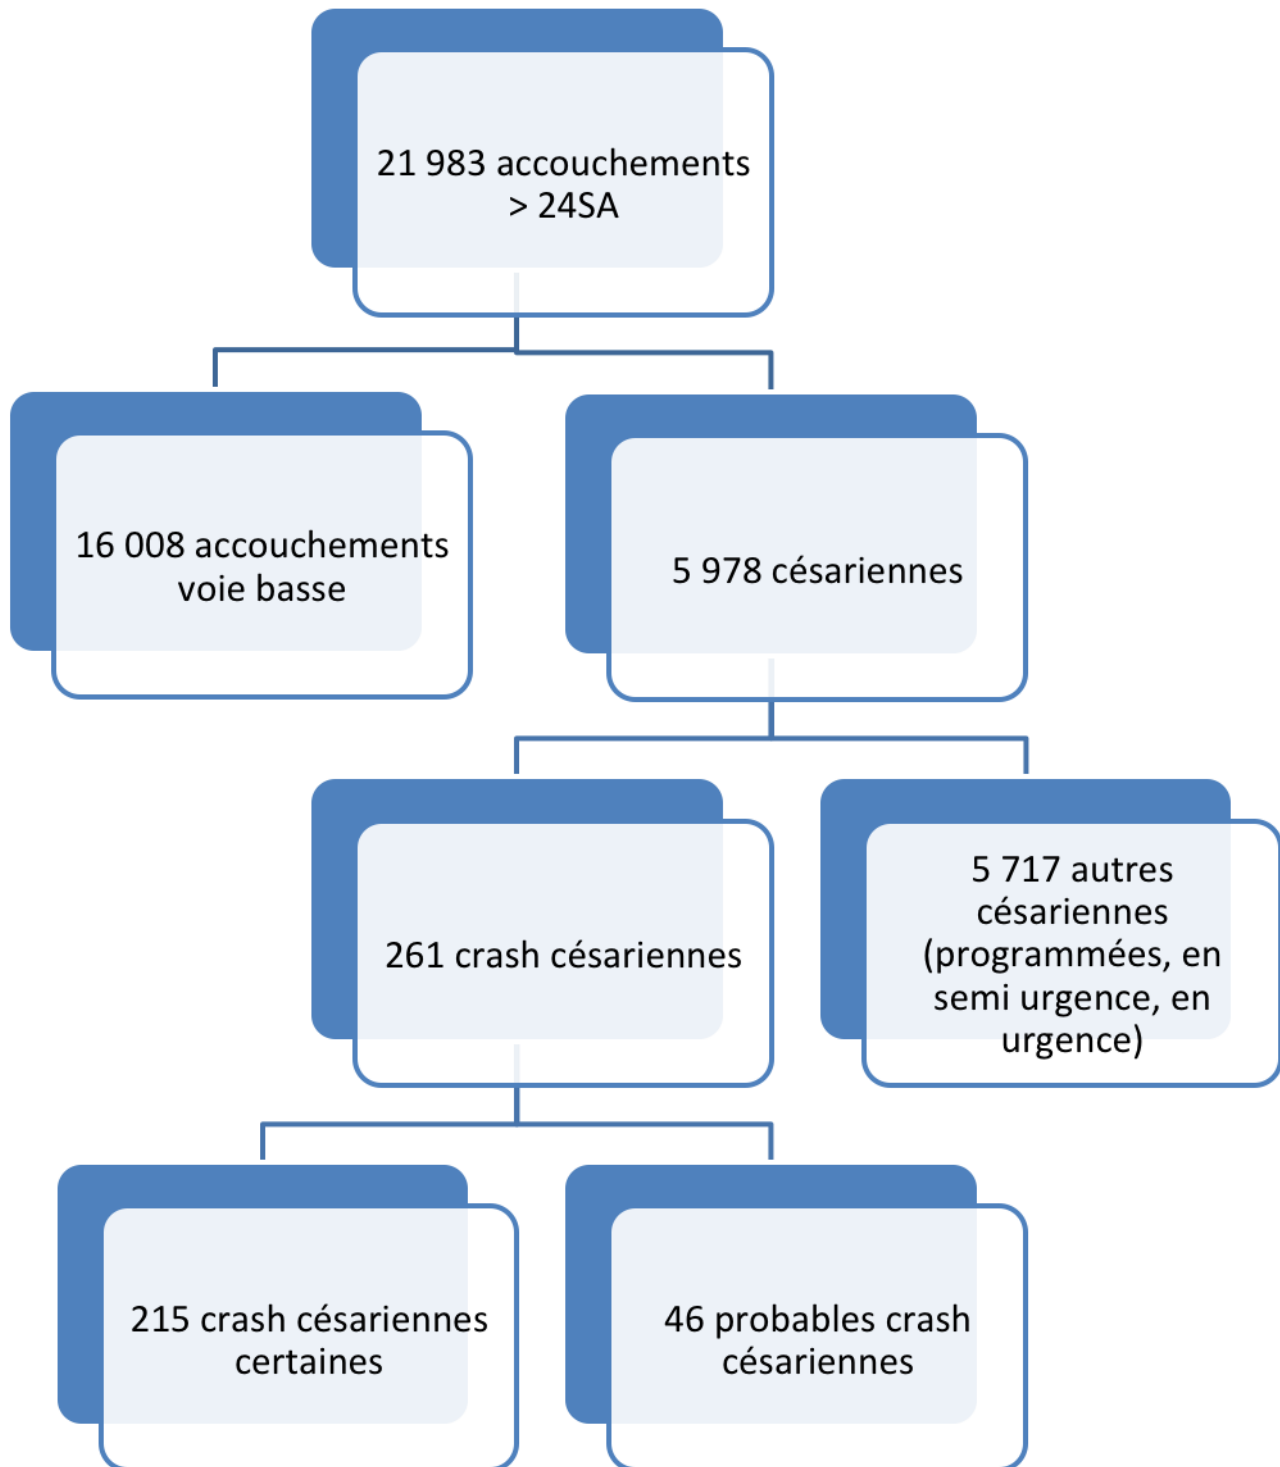 21 983 accouchements
> 24SA
16 008 accouchements
voie basse
5 978 césariennes
261 crash césariennes
5 717 autres
césariennes
(programmées, en
semi urgence, en
urgence)
215 crash césariennes
certaines
46 probables crash
césariennes